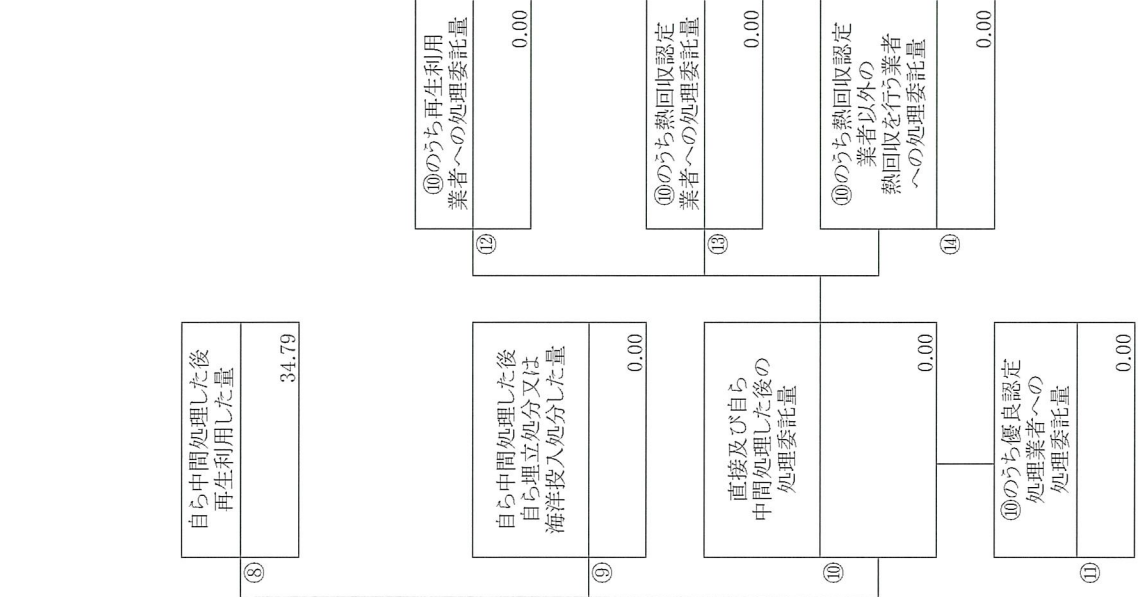 ⑧
自ら中間処理した後
再生利用した量
34.79
⑨
自ら中間処理した後
自ら埋立処分又は
海洋投入処分した量
0.00
⑩
直接及び自ら
中間処理した後の
処理委託量
0.00
⑪
⑩のうち優良認定
処理業者への
処理委託量
0.00
⑫
⑩のうち再生利用
業者への処理委託量
0.00
⑬
⑩のうち熱回収認定
業者への処理委託量
0.00
⑭
⑩のうち熱回収認定
業者以外の
熱回収を行う業者
への処理委託量
0.00